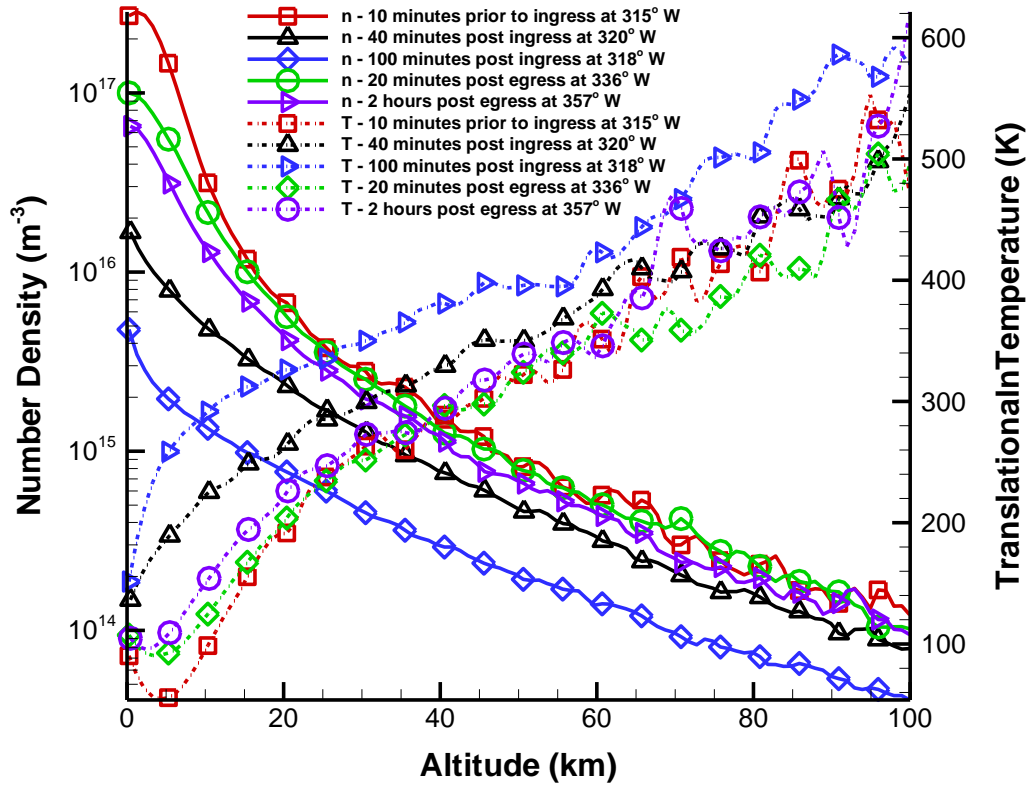 n - 10 minutes prior to ingress at 315° W
n - 40 minutes post ingress at 320° W
n - 100 minutes post ingress at 318° W
n - 20 minutes post egress at 336° W
n - 2 hours post egress at 357° W
T - 10 minutes prior to ingress at 315° W
T - 40 minutes post ingress at 320° W
T - 100 minutes post ingress at 318° W
T - 20 minutes post egress at 336° W
T - 2 hours post egress at 357° W
Number Density (m⁻³)
10¹⁷
10¹⁶
10¹⁵
10¹⁴
TranslationalnTemperature (K)
600
500
400
300
200
100
0 20 40 60 80 100
Altitude (km)